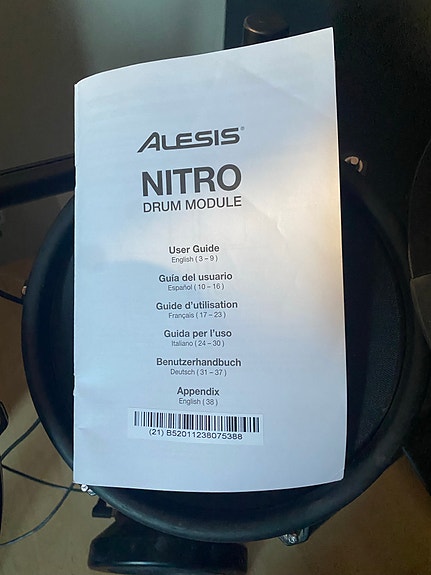 ALESIS®
NITRO
DRUM MODULE
User Guide
English ( 3 – 9 )
Guía del usuario
Español ( 10 – 16 )
Guide d'utilisation
Français ( 17 – 23 )
Guida per l'uso
Italiano ( 24 – 30 )
Benutzerhandbuch
Deutsch ( 31 – 37 )
Appendix
English ( 38 )
(21) B52011238075388